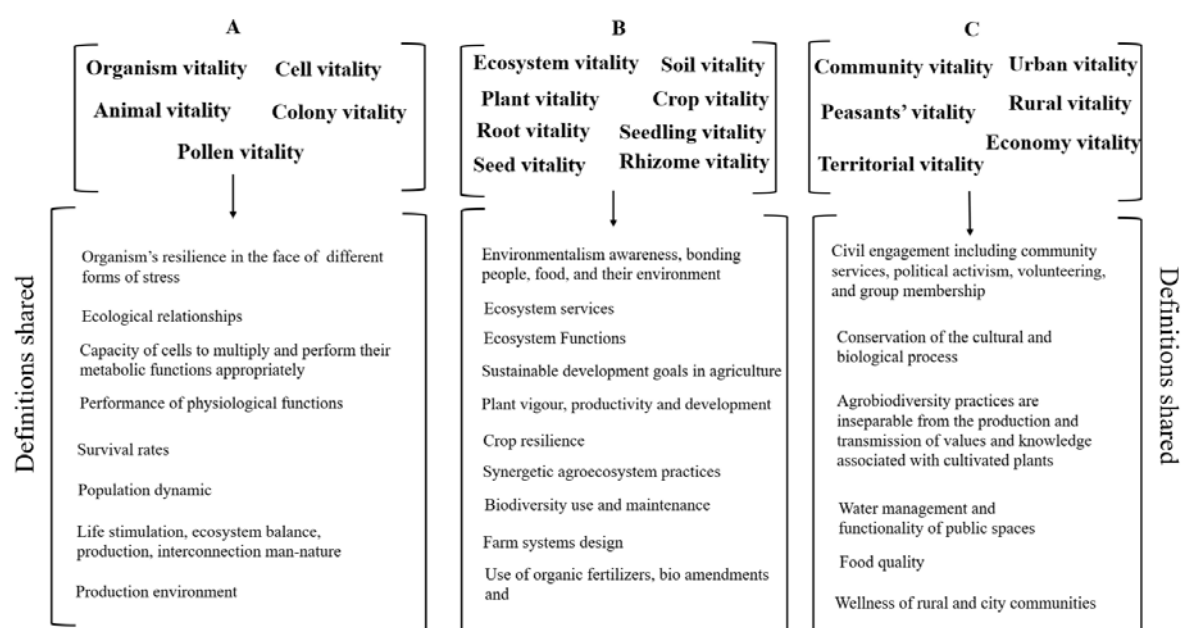 A
Organism vitality Cell vitality
Animal vitality Colony vitality
Pollen vitality
Definitions shared
Organism's resilience in the face of different
forms of stress
Ecological relationships
Capacity of cells to multiply and perform their
metabolic functions appropriately
Performance of physiological functions
Survival rates
Population dynamic
Life stimulation, ecosystem balance,
production, interconnection man-nature
Production environment
B
Ecosystem vitality Soil vitality
Plant vitality Crop vitality
Root vitality Seedling vitality
Seed vitality Rhizome vitality
Environmentalism awareness, bonding
people, food, and their environment
Ecosystem services
Ecosystem Functions
Sustainable development goals in agriculture
Plant vigour, productivity and development
Crop resilience
Synergetic agroecosystem practices
Biodiversity use and maintenance
Farm systems design
Use of organic fertilizers, bio amendments
and
C
Community vitality Urban vitality
Peasants' vitality Rural vitality
Economy vitality
Territorial vitality
Civil engagement including community
services, political activism, volunteering,
and group membership
Conservation of the cultural and
biological process
Agrobiodiversity practices are
inseparable from the production and
transmission of values and knowledge
associated with cultivated plants
Water management and
functionality of public spaces
Food quality
Wellness of rural and city communities
Definitions shared